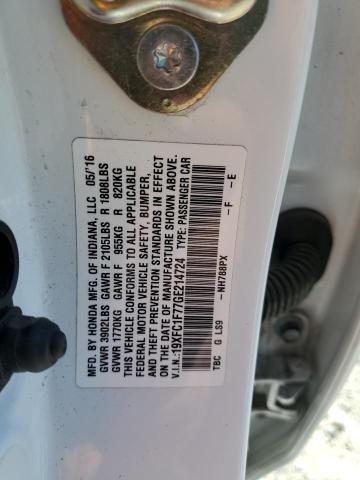 MFD. BY HONDA MFG. OF INDIANA, LLC 05/16
GVWR 3902LBS GAWR F 2105LBS R 1808LBS
GVWR 1770KG GAWR F 955KG R 820KG
THIS VEHICLE CONFORMS TO ALL APPLICABLE
FEDERAL MOTOR VEHICLE SAFETY, BUMPER,
AND THEFT PREVENTION STANDARDS IN EFFECT
ON THE DATE OF MANUFACTURE SHOWN ABOVE.
V.I.N.: 19XFC1F77GE214724 TYPE: PASSENGER CAR
NH788PX -F -E
TBC G LS9